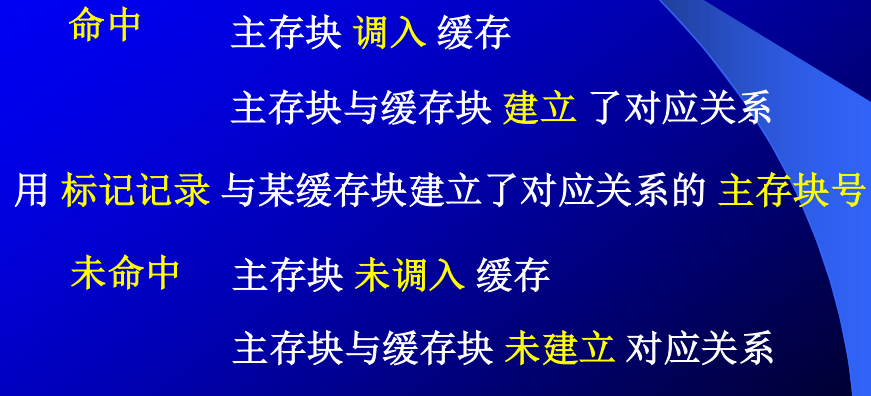 命中 主存块 调入 缓存
主存块与缓存块 建立 了对应关系
用 标记记录 与某缓存块建立了对应关系的 主存块号
未命中 主存块 未调入 缓存
主存块与缓存块 未建立 对应关系